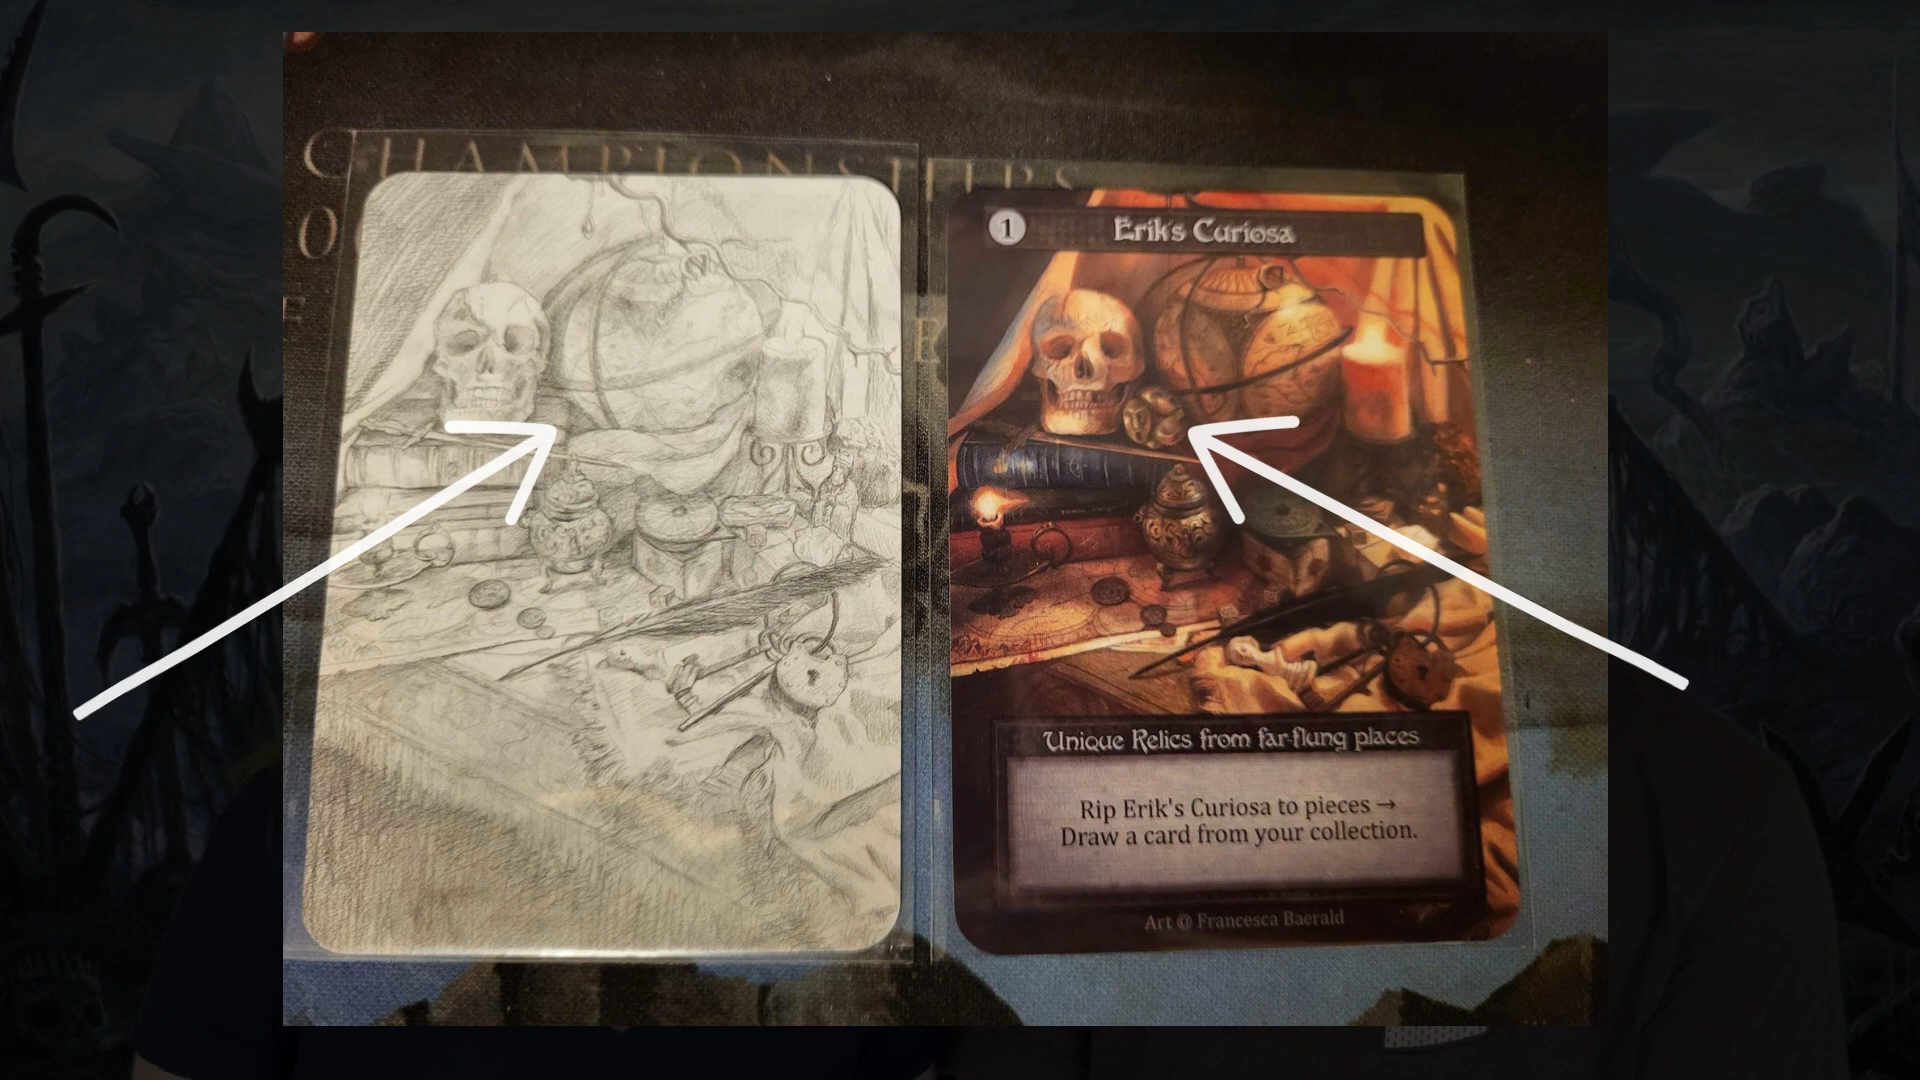 CHAMPIONSHIPS
1
Erik's Curiosa
Unique Relics from far-flung places
Rip Erik's Curiosa to pieces →
Draw a card from your collection.
Art @ Francesca Baerald